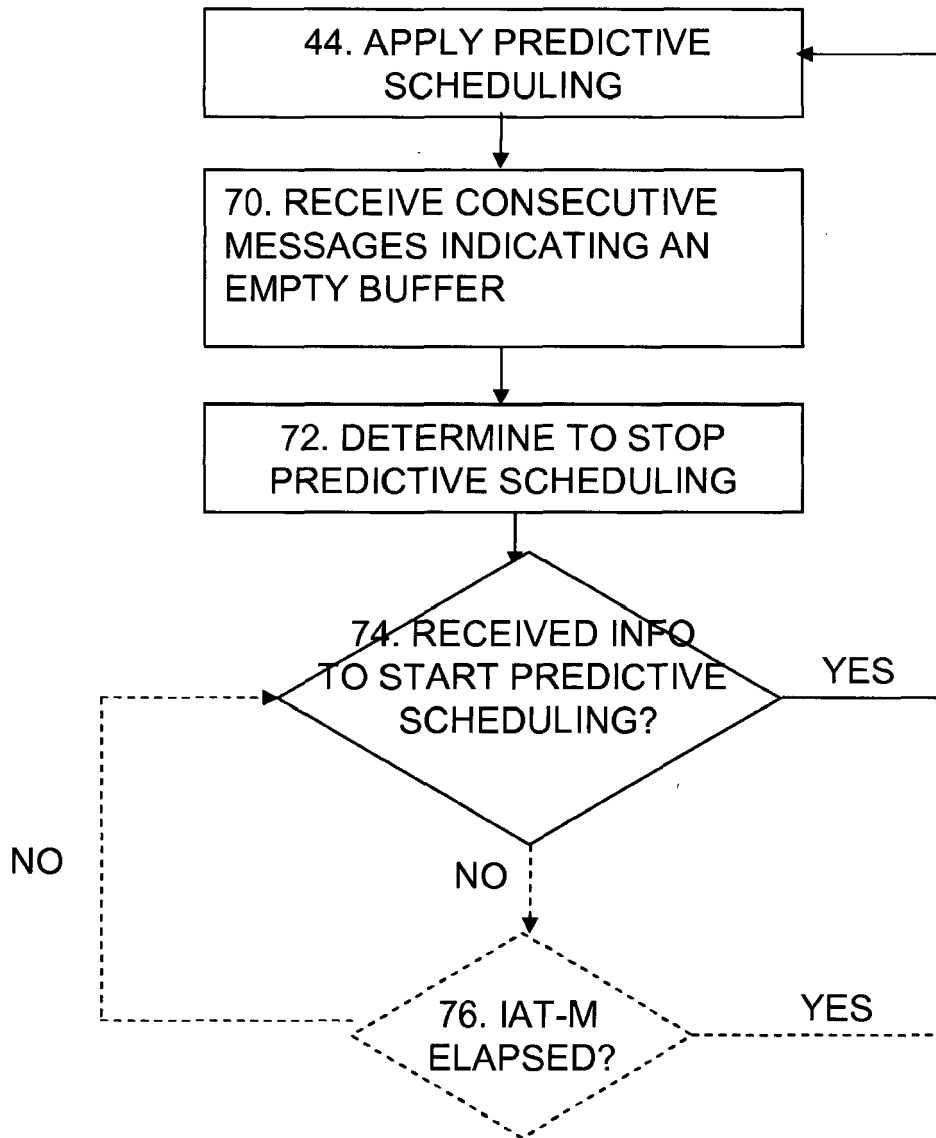 44. APPLY PREDICTIVE
SCHEDULING
70. RECEIVE CONSECUTIVE
MESSAGES INDICATING AN
EMPTY BUFFER
72. DETERMINE TO STOP
PREDICTIVE SCHEDULING
74. RECEIVED INFO
TO START PREDICTIVE
SCHEDULING?
YES
NO
NO
76. IAT-M
ELAPSED?
YES